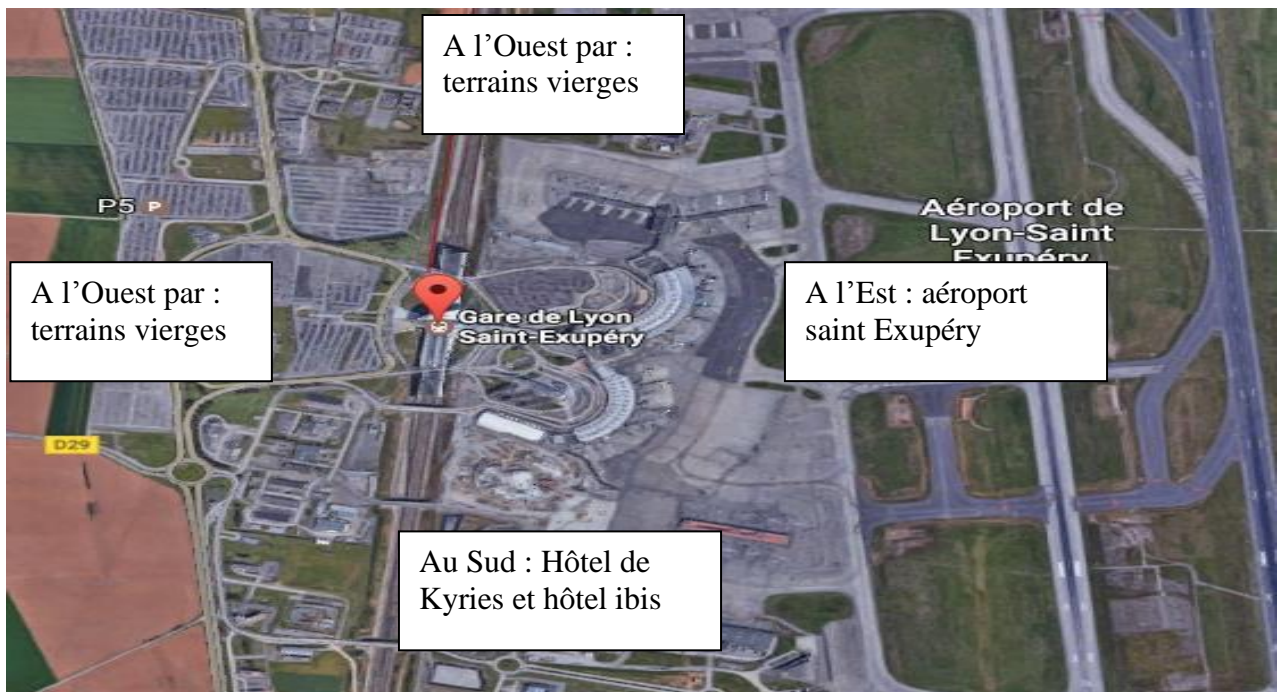 A l’Ouest par :
terrains vierges
P5 P
Aéroport de
Lyon-Saint
Exupéry
A l’Ouest par :
terrains vierges
Gare de Lyon
Saint-Exupéry
A l’Est : aéroport
saint Exupéry
D29
Au Sud : Hôtel de
Kyries et hôtel ibis